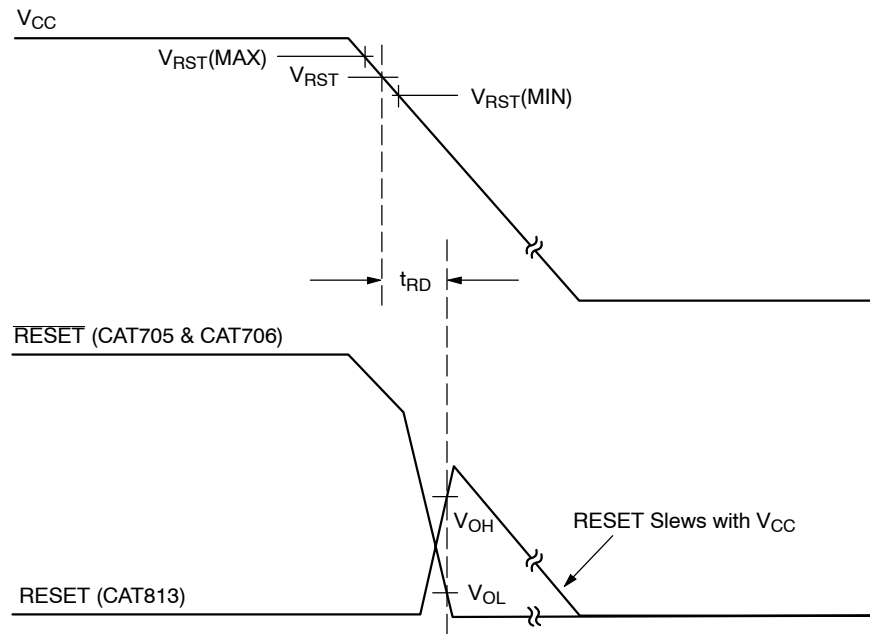 VCC
VRST(MAX)
VRST
VRST(MIN)
tRD
RESET (CAT705 & CAT706)
VOH
RESET Slews with VCC
RESET (CAT813)
VOL